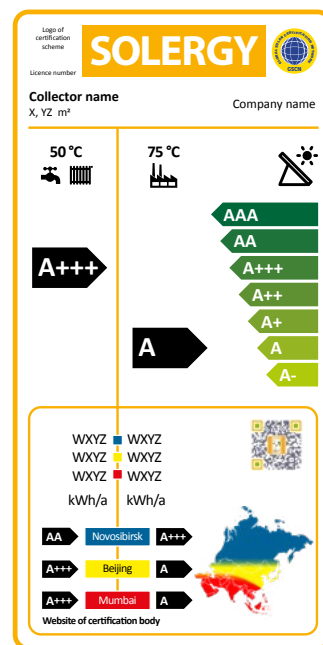 Logo of
certification
scheme
SOLERGY
GSCN
Licence number
Collector name
X, YZ m²
Company name
50 °C
75 °C
AAA
AA
A+++
A+++
A++
A+
A
A
A-
WXYZ WXYZ
WXYZ WXYZ
WXYZ WXYZ
kWh/a kWh/a
AA Novosibirsk A+++
A+++ Beijing A
A+++ Mumbai A
Website of certification body